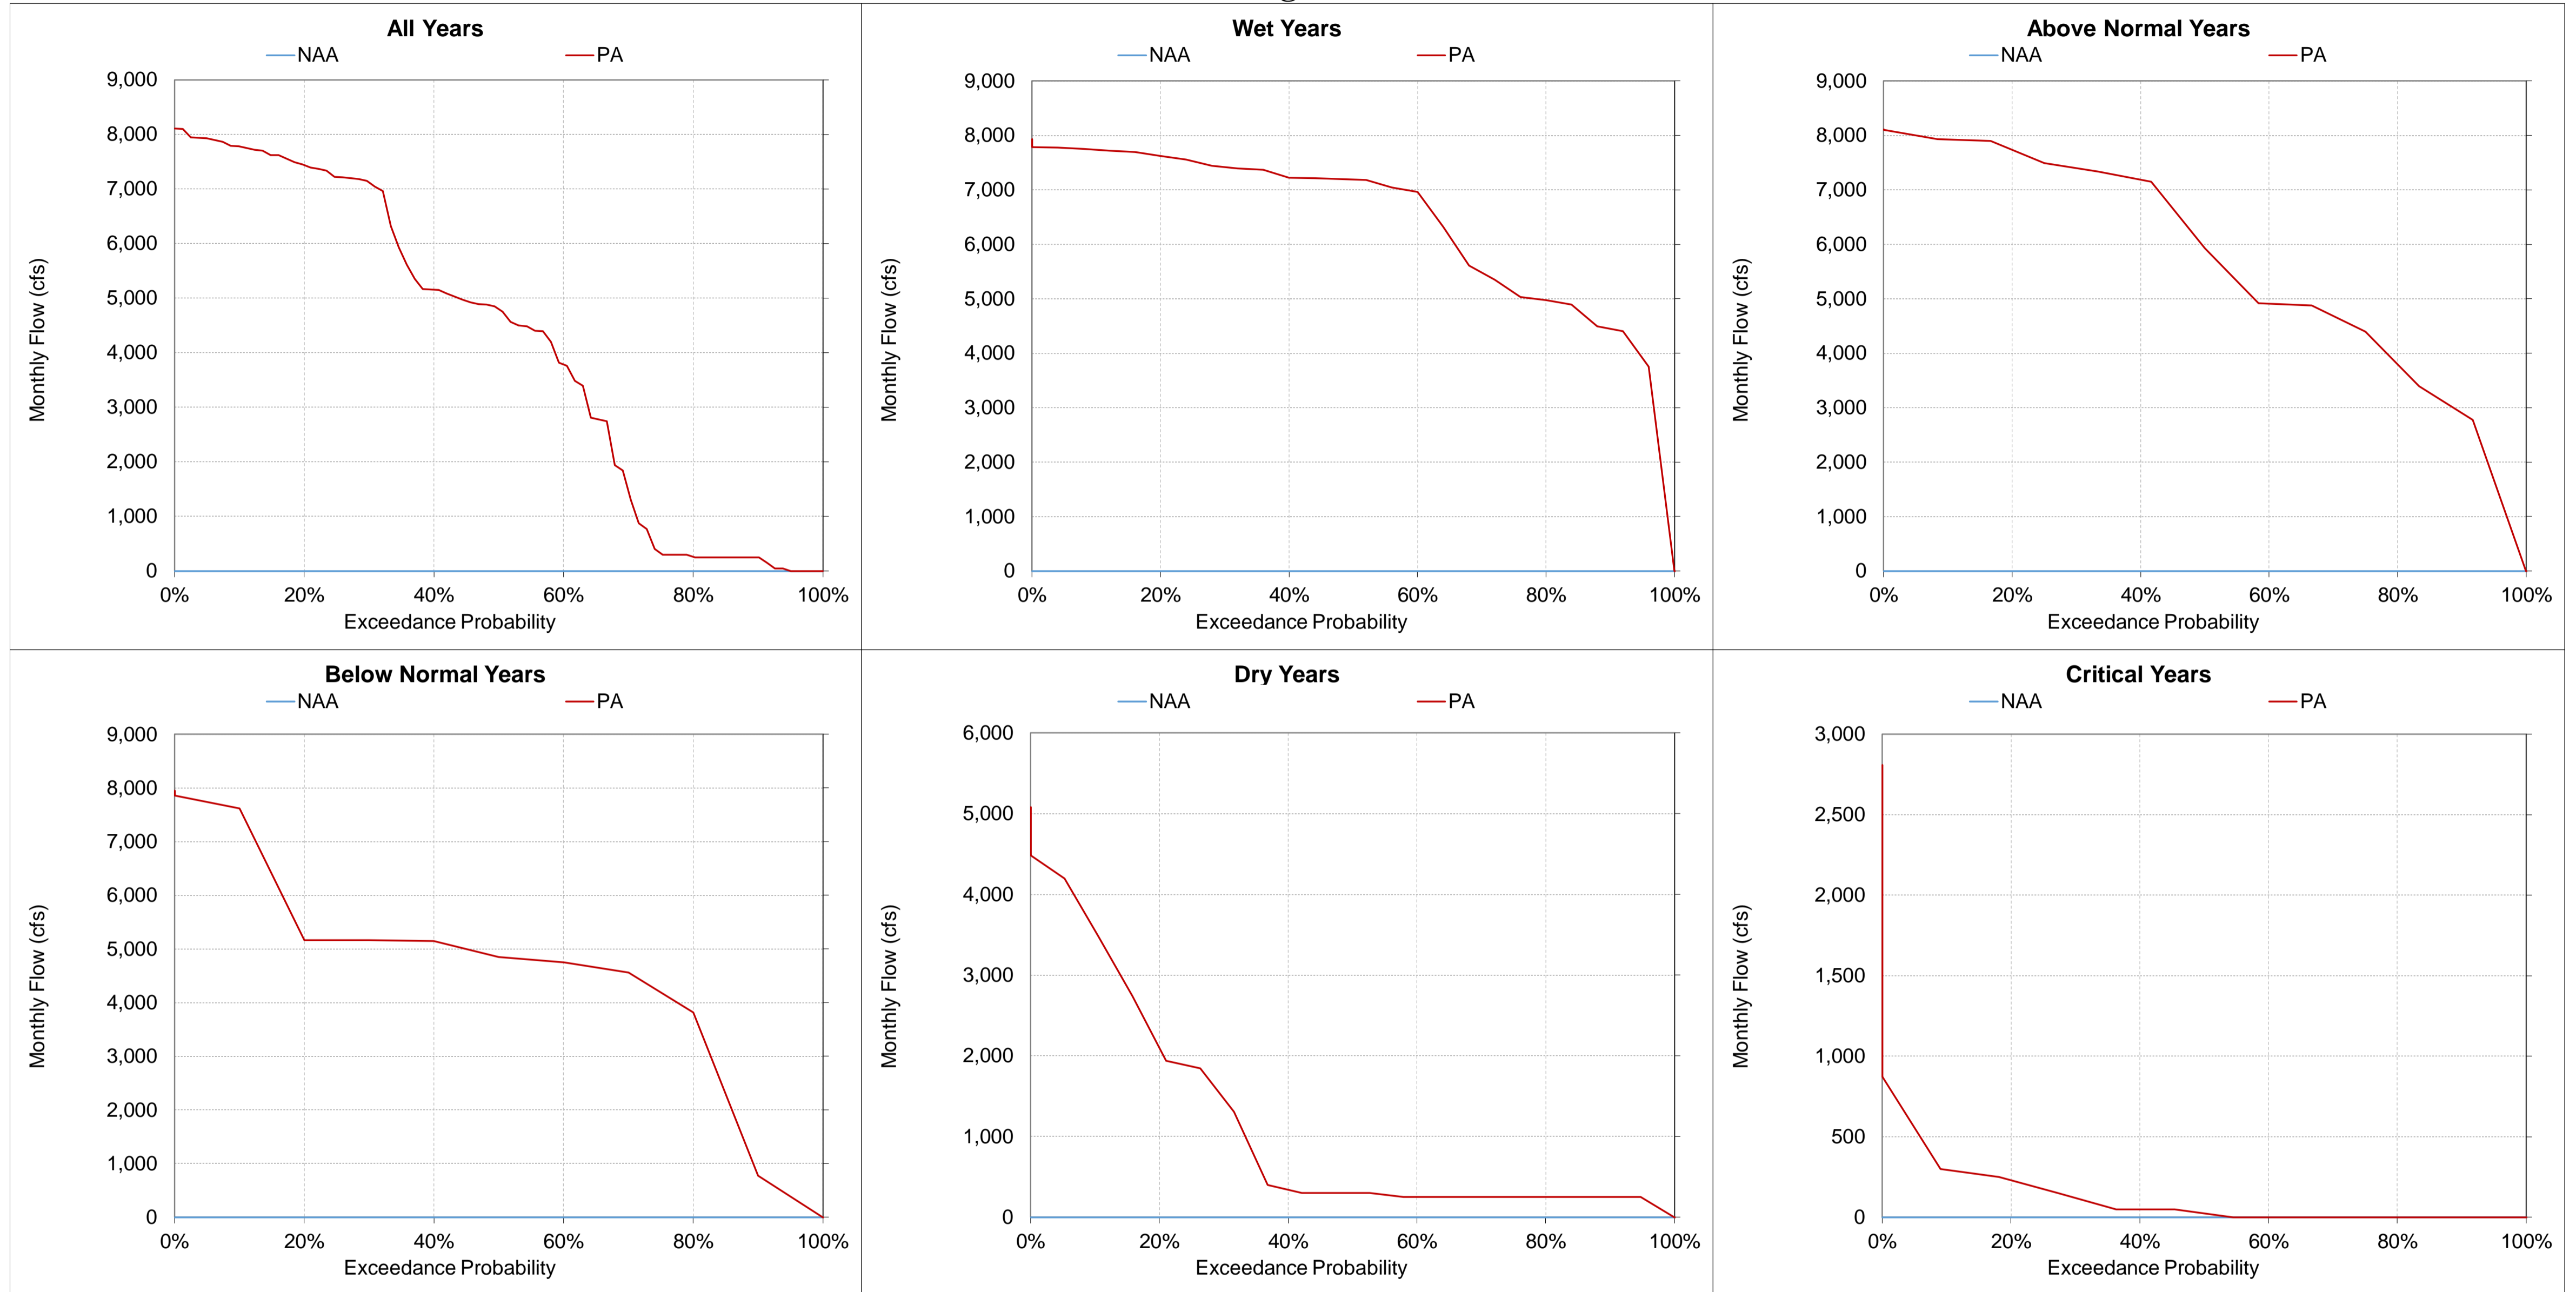 All Years
NAA PA
9,000
8,000
7,000
6,000
5,000
4,000
3,000
2,000
1,000
0
Monthly Flow (cfs)
0% 20% 40% 60% 80% 100%
Exceedance Probability
Wet Years
NAA PA
9,000
8,000
7,000
6,000
5,000
4,000
3,000
2,000
1,000
0
Monthly Flow (cfs)
0% 20% 40% 60% 80% 100%
Exceedance Probability
Above Normal Years
NAA PA
9,000
8,000
7,000
6,000
5,000
4,000
3,000
2,000
1,000
0
Monthly Flow (cfs)
0% 20% 40% 60% 80% 100%
Exceedance Probability
Below Normal Years
NAA PA
9,000
8,000
7,000
6,000
5,000
4,000
3,000
2,000
1,000
0
Monthly Flow (cfs)
0% 20% 40% 60% 80% 100%
Exceedance Probability
Dry Years
NAA PA
6,000
5,000
4,000
3,000
2,000
1,000
0
Monthly Flow (cfs)
0% 20% 40% 60% 80% 100%
Exceedance Probability
Critical Years
NAA PA
3,000
2,500
2,000
1,500
1,000
500
0
Monthly Flow (cfs)
0% 20% 40% 60% 80% 100%
Exceedance Probability